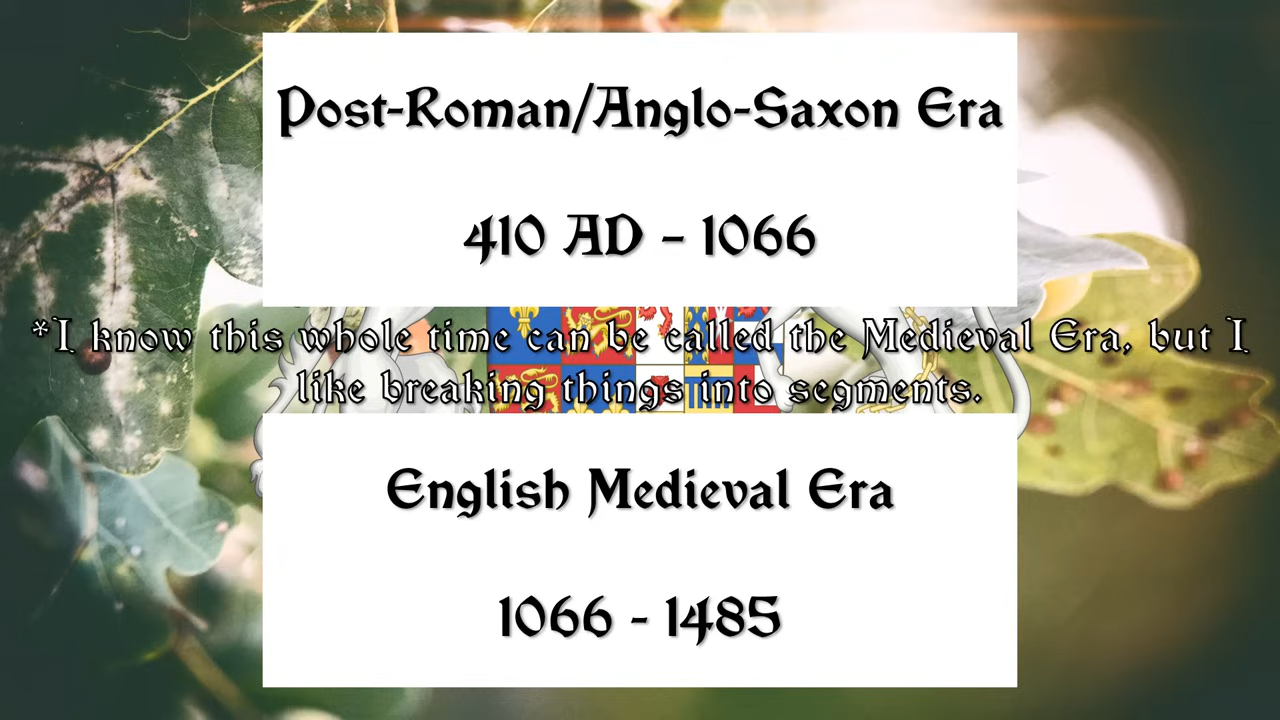 Post-Roman/Anglo-Saxon Era
410 AD – 1066
*I know this whole time can be called the Medieval Era, but I
like breaking things into segments.
English Medieval Era
1066 - 1485